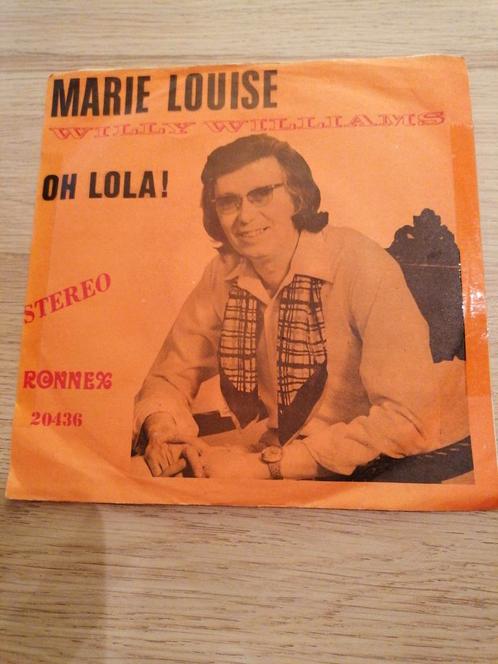 MARIE LOUISE
WILLY WILLIAMS
OH LOLA!
STEREO
RONNEX
20436